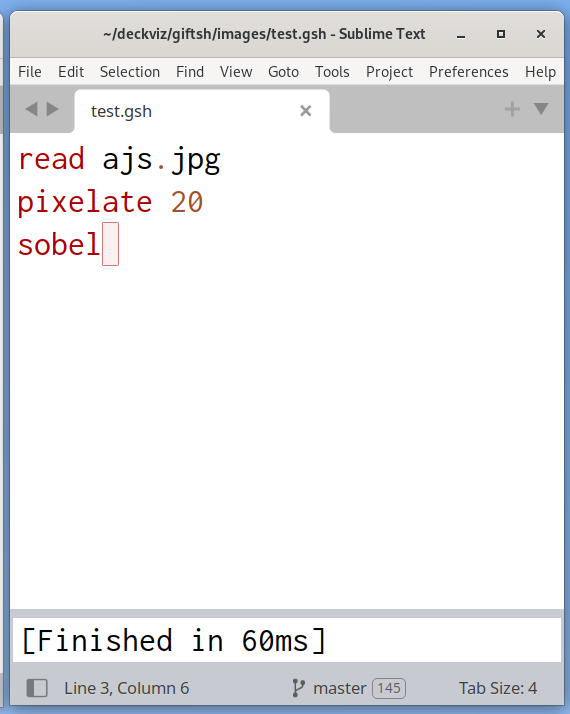 ~/deckviz/giftsh/images/test.gsh - Sublime Text
File Edit Selection Find View Goto Tools Project Preferences Help
test.gsh
read ajs.jpg
pixelate 20
sobel
[Finished in 60ms]
Line 3, Column 6 master 145 Tab Size: 4